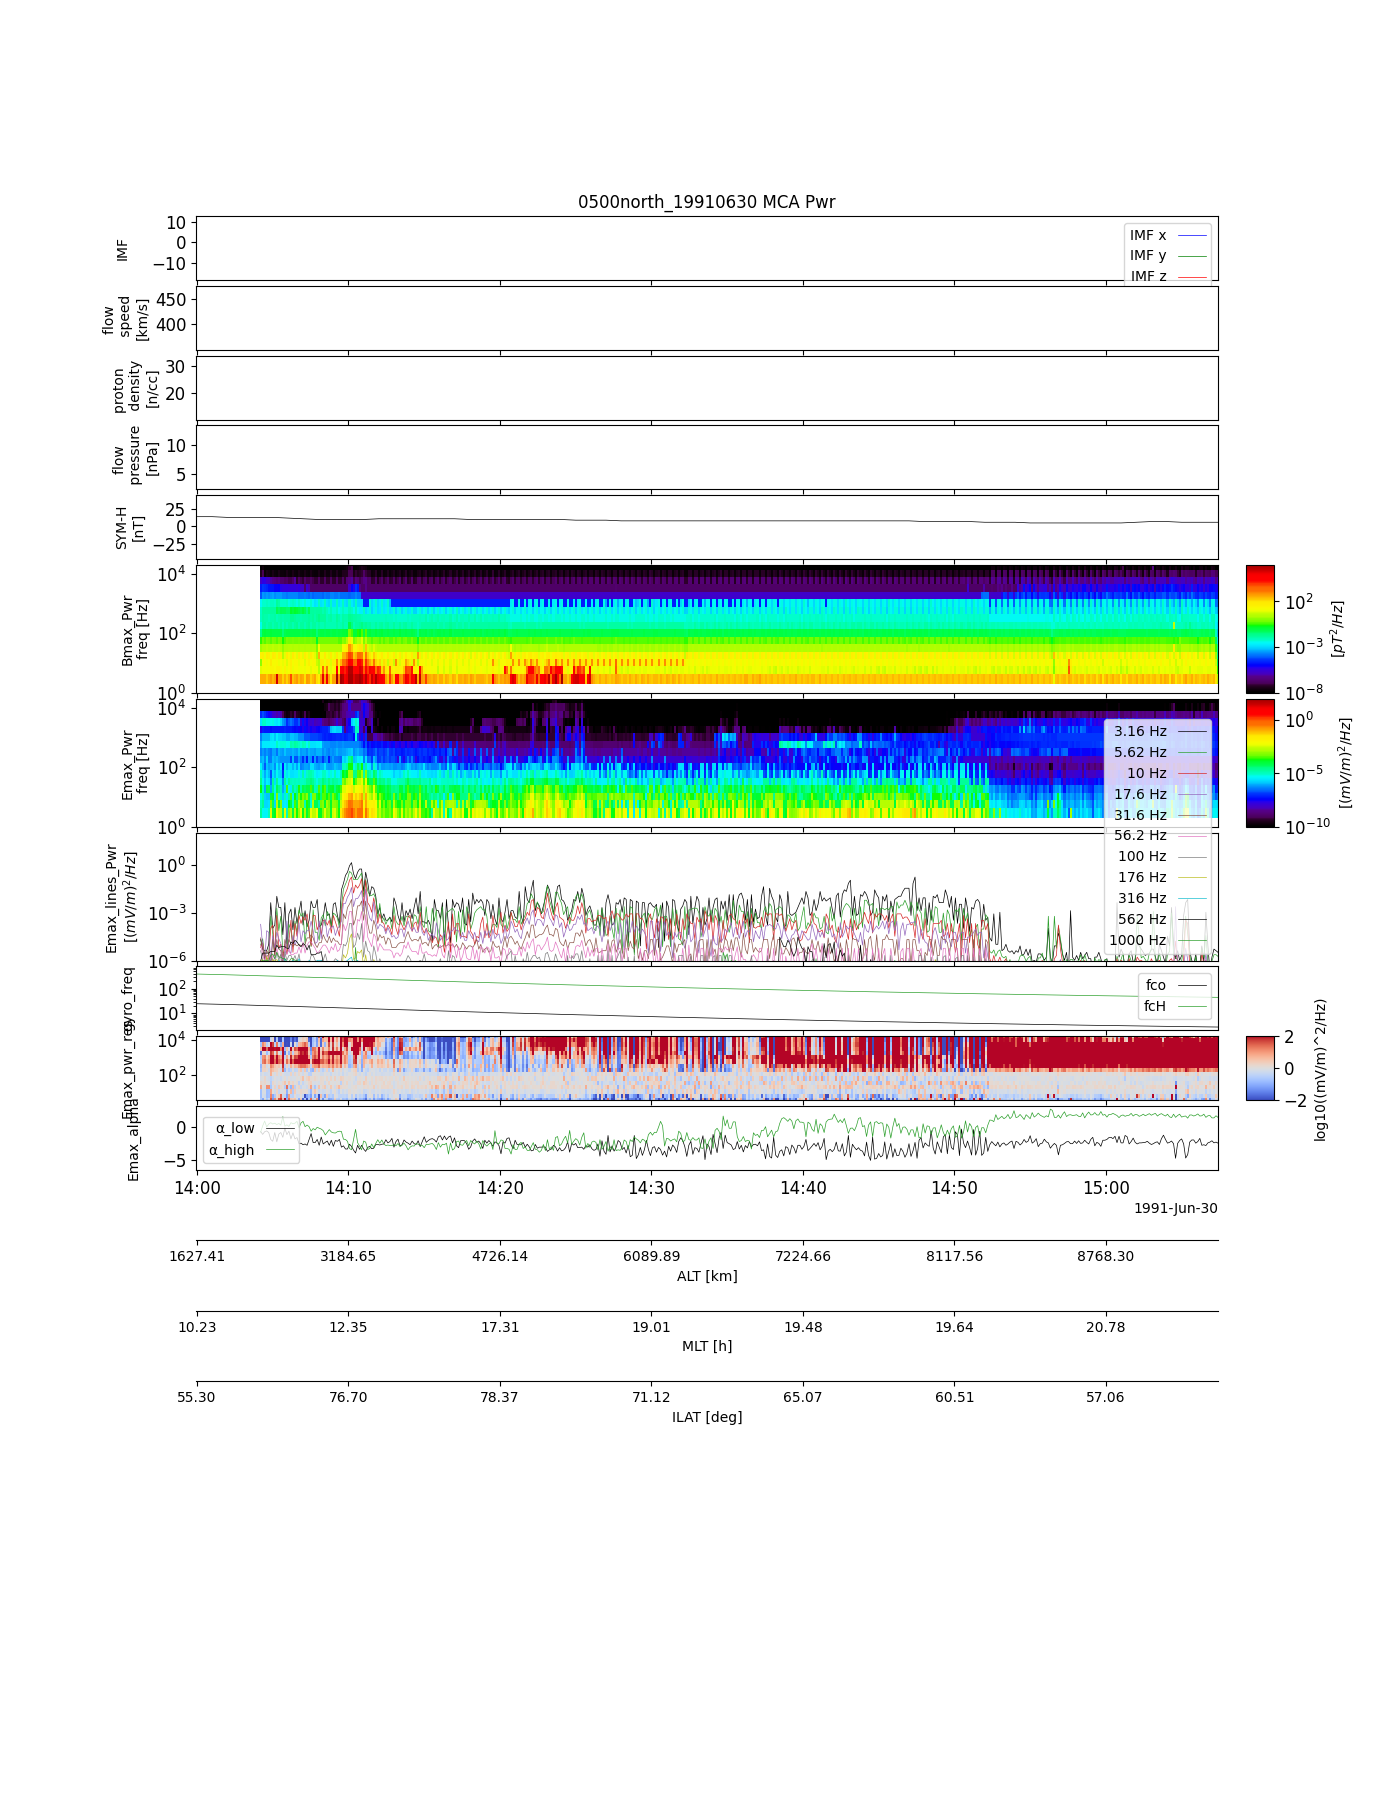 0500north_19910630 MCA Pwr
10
0
−10
IMF
IMF x
IMF y
IMF z
450
400
flow
speed
[km/s]
30
20
proton
density
[n/cc]
10
5
flow
pressure
[nPa]
25
0
−25
SYM-H
[nT]
10^4
10^2
10^0
Bmax_Pwr
freq [Hz]
10^2
10^-3
10^-8
[pT^2/Hz]
10^4
10^2
10^0
Emax_Pwr
freq [Hz]
10^0
10^-5
10^-10
[(mV/m)^2/Hz]
3.16 Hz
5.62 Hz
10 Hz
17.6 Hz
31.6 Hz
56.2 Hz
100 Hz
176 Hz
316 Hz
562 Hz
1000 Hz
10^0
10^-3
10^-6
Emax_lines_Pwr
[(mV/m)^2/Hz]
10^2
10^1
gyro_freq
fco
fcH
10^4
10^2
Emax_pwr_res
2
0
−2
log10((mV/m)^2/Hz)
0
−5
Emax_alpha
α_low
α_high
14:00 14:10 14:20 14:30 14:40 14:50 15:00
1991-Jun-30
1627.41 3184.65 4726.14 6089.89 7224.66 8117.56 8768.30
ALT [km]
10.23 12.35 17.31 19.01 19.48 19.64 20.78
MLT [h]
55.30 76.70 78.37 71.12 65.07 60.51 57.06
ILAT [deg]